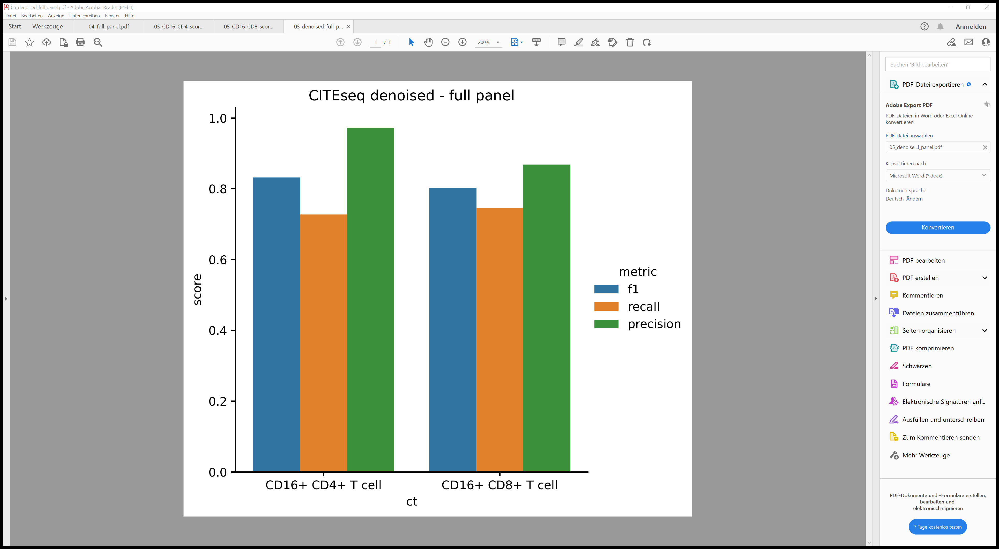 05_denoised_full_panel.pdf - Adobe Acrobat Reader (64-bit)
Datei Bearbeiten Anzeige Unterschreiben Fenster Hilfe
Start Werkzeuge 04_full_panel.pdf 05_CD16_CD4_scor... 05_CD16_CD8_scor... 05_denoised_full_p... × Anmelden
1 / 1 200%
CITEseq denoised - full panel
1.0
0.8
0.6
0.4
0.2
0.0
score
CD16+ CD4+ T cell CD16+ CD8+ T cell
ct
metric
f1
recall
precision
Suchen 'Bild bearbeiten'
PDF-Datei exportieren
Adobe Export PDF
PDF-Dateien in Word oder Excel Online
konvertieren
PDF-Datei auswählen
05_denoise...l_panel.pdf
Konvertieren nach
Microsoft Word (*.docx)
Dokumentsprache:
Deutsch Ändern
Konvertieren
PDF bearbeiten
PDF erstellen
Kommentieren
Dateien zusammenführen
Seiten organisieren
PDF komprimieren
Schwärzen
Formulare
Elektronische Signaturen anf...
Ausfüllen und unterschreiben
Zum Kommentieren senden
Mehr Werkzeuge
PDF-Dokumente und -Formulare erstellen,
bearbeiten und
elektronisch signieren
7 Tage kostenlos testen